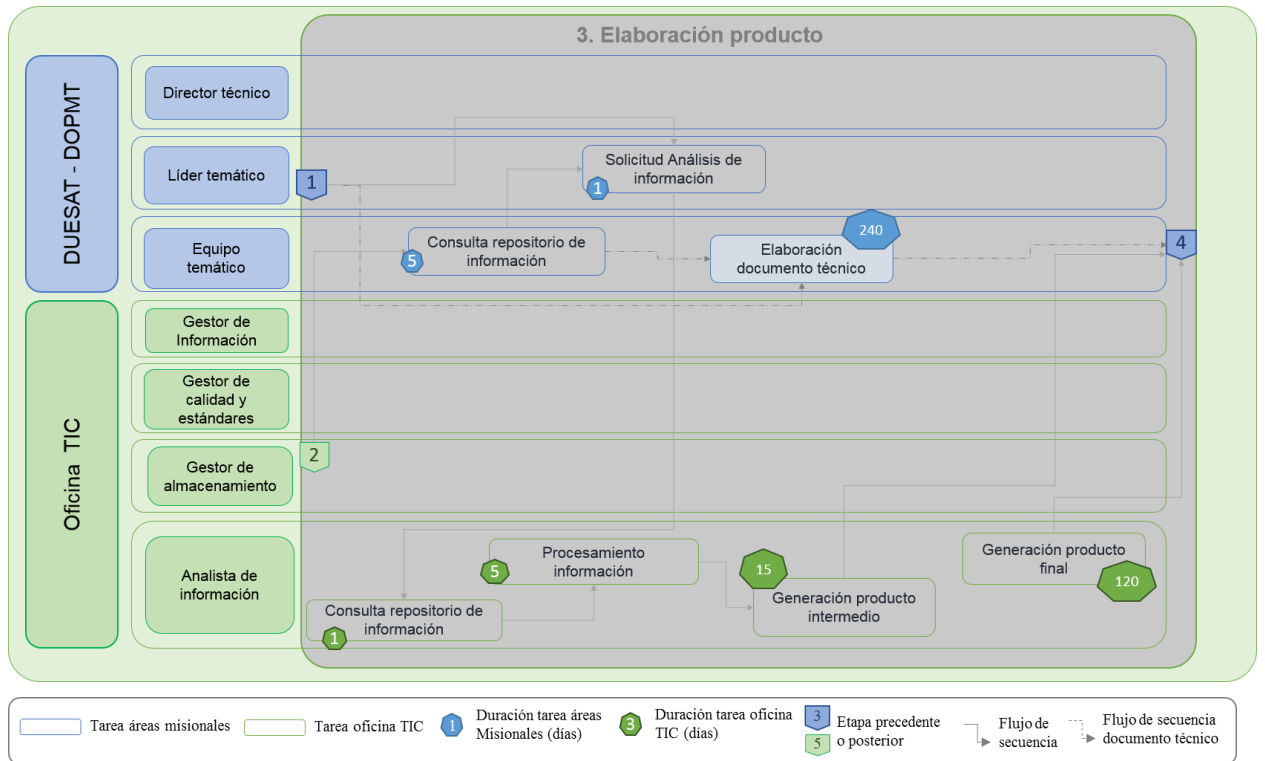 3. Elaboración producto
DUESAT - DOPMT
Director técnico
Líder temático
1
Solicitud Análisis de
información
1
Equipo
temático
Consulta repositorio de
información
5
Elaboración
documento técnico
240
4
Oficina TIC
Gestor de
Información
Gestor de
calidad y
estándares
Gestor de
almacenamiento
2
Analista de
información
Consulta repositorio de
información
1
Procesamiento
información
5
15
Generación producto
intermedio
Generación producto
final
120
Tarea áreas misionales
Tarea oficina TIC
1
Duración tarea áreas
Misionales (días)
3
Duración tarea oficina
TIC (días)
3
5
Etapa precedente
o posterior
Flujo de
secuencia
Flujo de secuencia
documento técnico